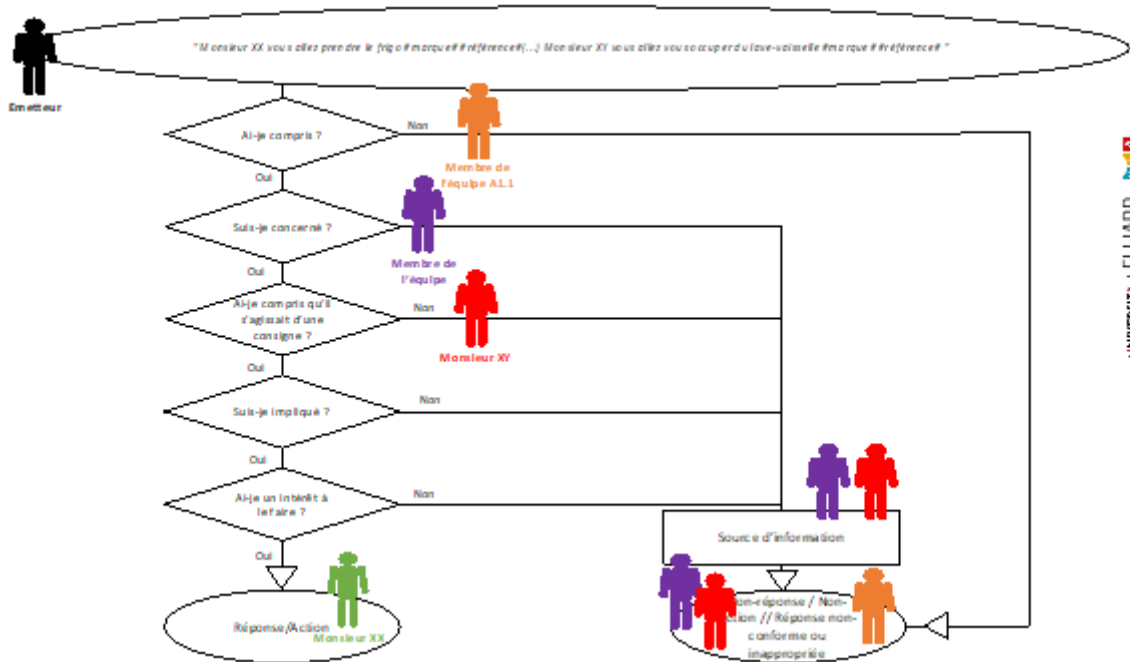 " Monsieur XX vous allez prendre le frigo #marque# #référence#(...) Monsieur XY vous allez vous occuper du lave-vaisselle #marque# #référence# "
Emetteur
Ai-je compris ?
Non
Membre de
l'équipe A1.1
Oui
Suis-je concerné ?
Membre de
l'équipe
Oui
Ai-je compris qu'il
s'agissait d'une
consigne ?
Non
Monsieur XY
Oui
Suis-je impliqué ?
Non
Oui
Ai-je un intérêt à
le faire ?
Non
Source d'information
Oui
Réponse/Action
Monsieur XX
on-réponse / Non-
ction // Réponse non-
conforme ou
inappropriée